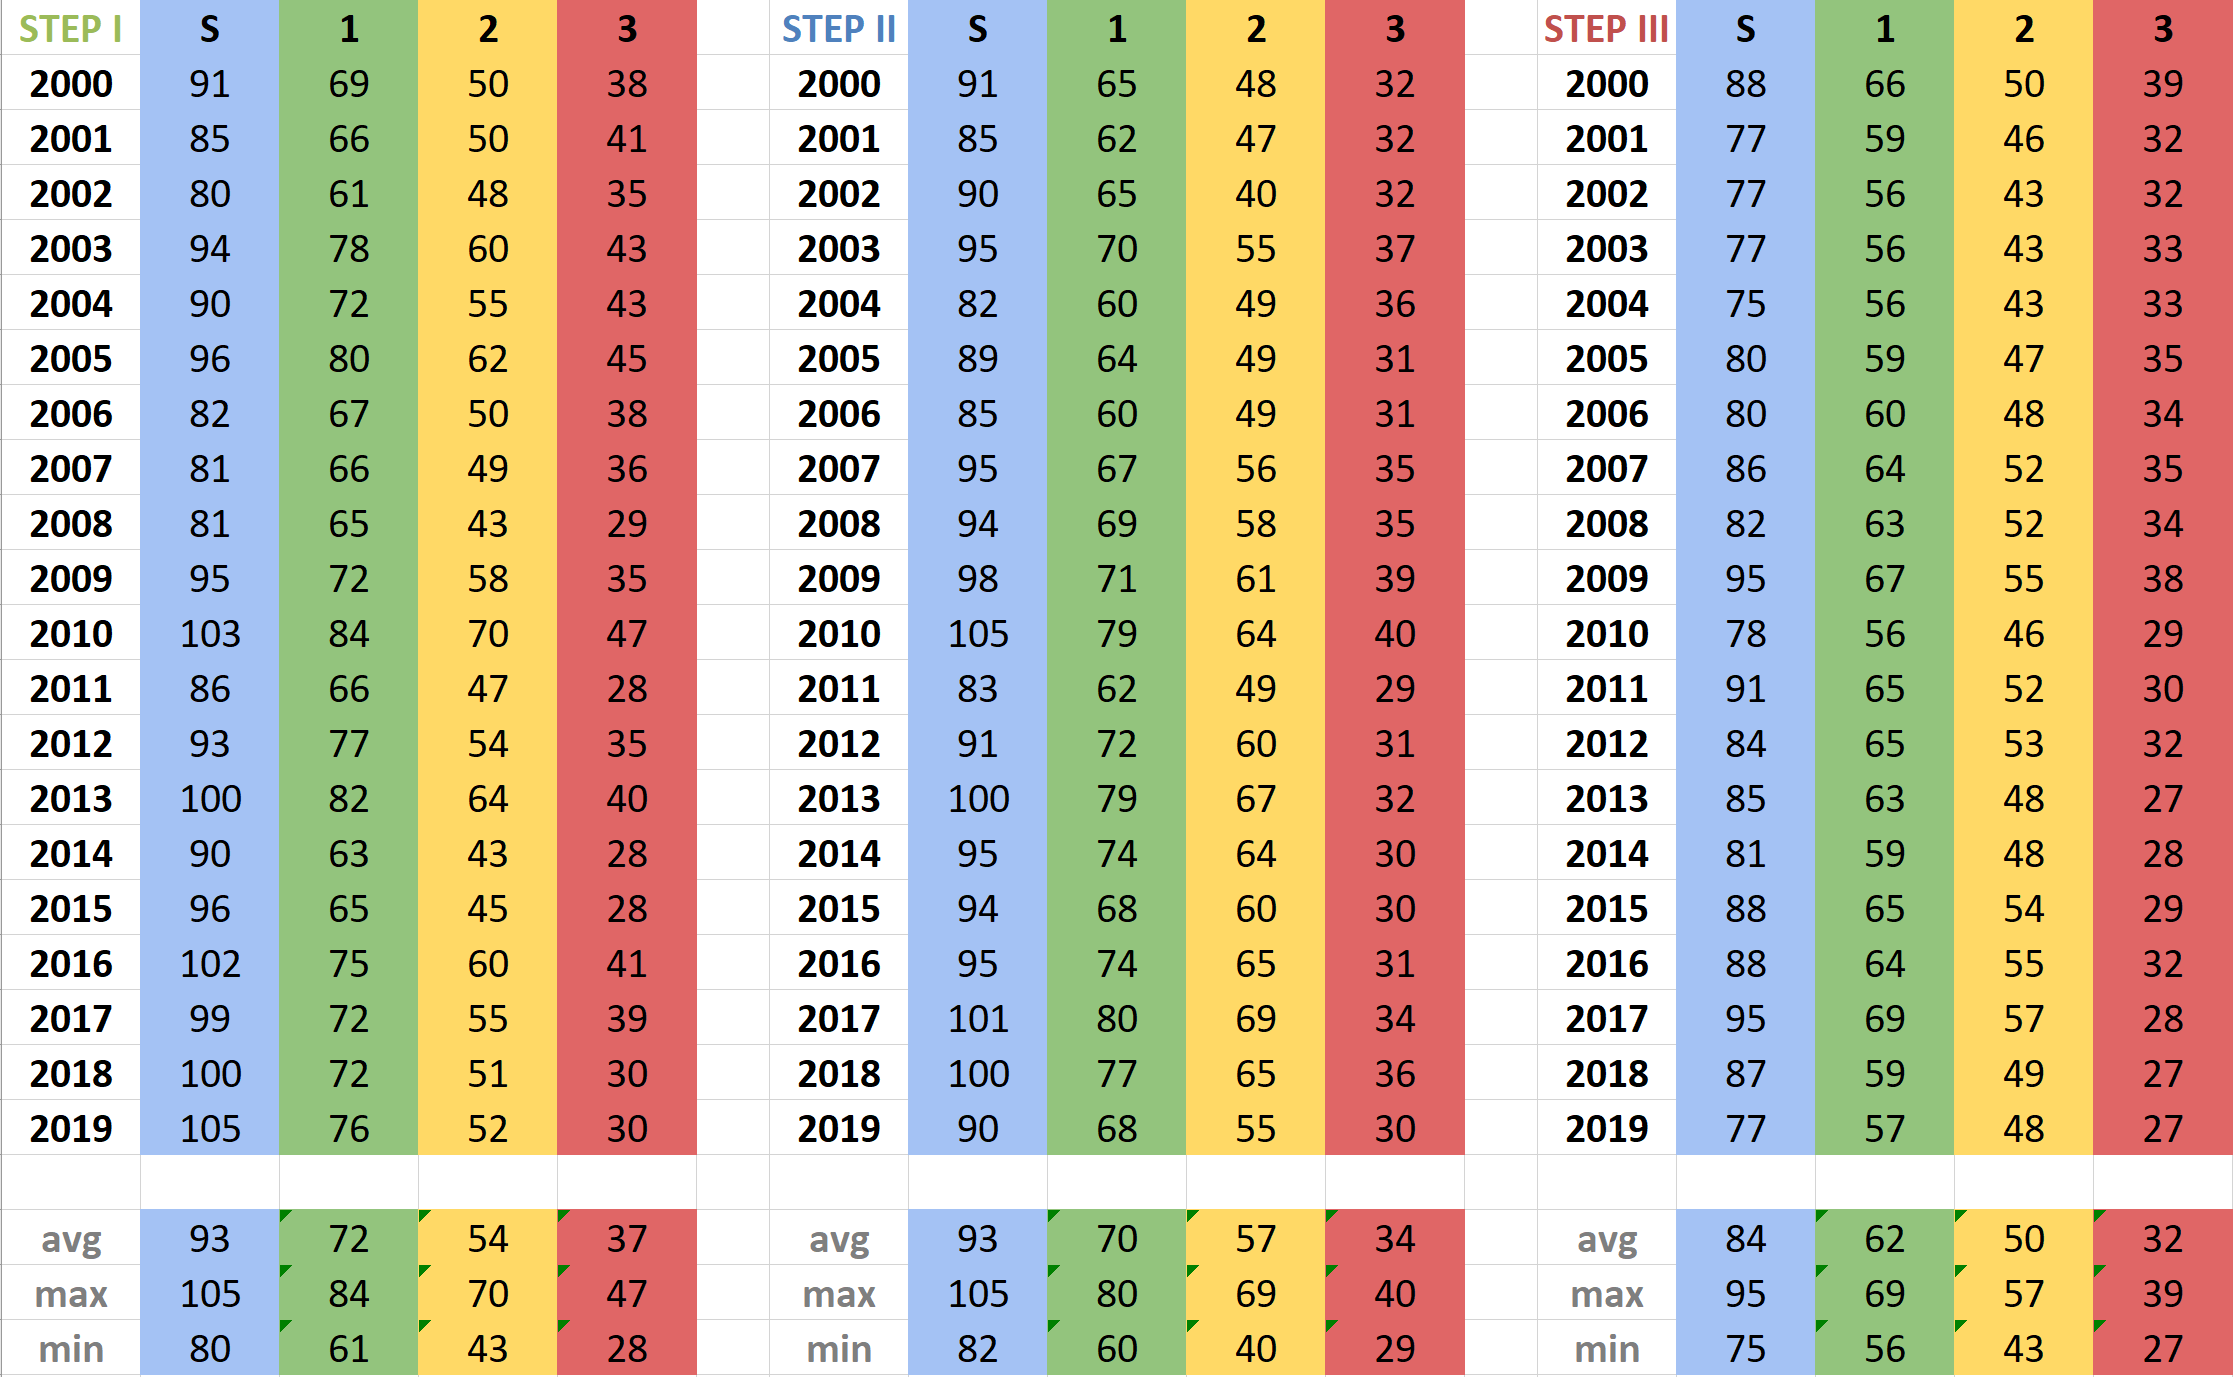 STEP I S 1 2 3 STEP II S 1 2 3 STEP III S 1 2 3
2000 91 69 50 38 2000 91 65 48 32 2000 88 66 50 39
2001 85 66 50 41 2001 85 62 47 32 2001 77 59 46 32
2002 80 61 48 35 2002 90 65 40 32 2002 77 56 43 32
2003 94 78 60 43 2003 95 70 55 37 2003 77 56 43 33
2004 90 72 55 43 2004 82 60 49 36 2004 75 56 43 33
2005 96 80 62 45 2005 89 64 49 31 2005 80 59 47 35
2006 82 67 50 38 2006 85 60 49 31 2006 80 60 48 34
2007 81 66 49 36 2007 95 67 56 35 2007 86 64 52 35
2008 81 65 43 29 2008 94 69 58 35 2008 82 63 52 34
2009 95 72 58 35 2009 98 71 61 39 2009 95 67 55 38
2010 103 84 70 47 2010 105 79 64 40 2010 78 56 46 29
2011 86 66 47 28 2011 83 62 49 29 2011 91 65 52 30
2012 93 77 54 35 2012 91 72 60 31 2012 84 65 53 32
2013 100 82 64 40 2013 100 79 67 32 2013 85 63 48 27
2014 90 63 43 28 2014 95 74 64 30 2014 81 59 48 28
2015 96 65 45 28 2015 94 68 60 30 2015 88 65 54 29
2016 102 75 60 41 2016 95 74 65 31 2016 88 64 55 32
2017 99 72 55 39 2017 101 80 69 34 2017 95 69 57 28
2018 100 72 51 30 2018 100 77 65 36 2018 87 59 49 27
2019 105 76 52 30 2019 90 68 55 30 2019 77 57 48 27
avg 93 72 54 37 avg 93 70 57 34 avg 84 62 50 32
max 105 84 70 47 max 105 80 69 40 max 95 69 57 39
min 80 61 43 28 min 82 60 40 29 min 75 56 43 27